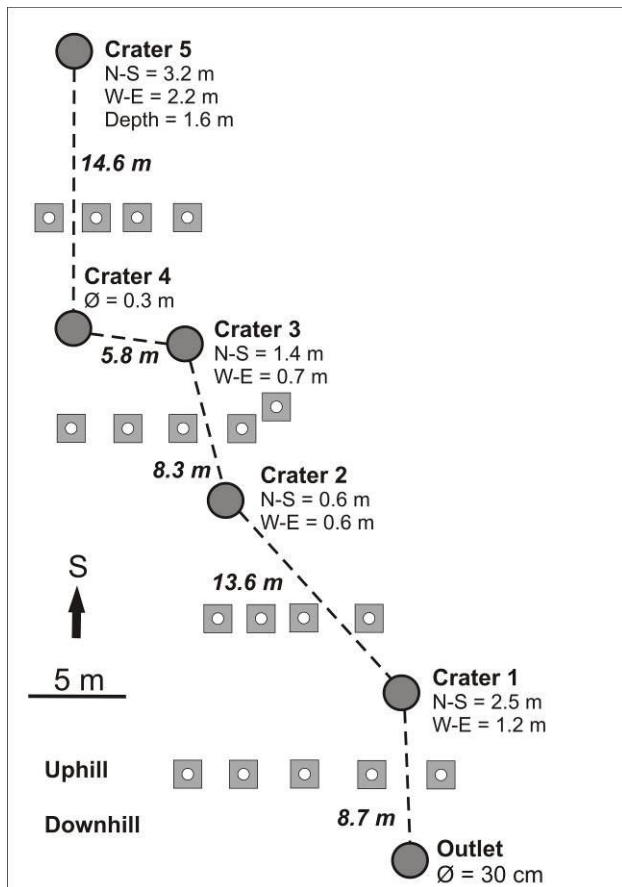 Crater 5
N-S = 3.2 m
W-E = 2.2 m
Depth = 1.6 m
14.6 m
Crater 4
Ø = 0.3 m
Crater 3
N-S = 1.4 m
W-E = 0.7 m
5.8 m
8.3 m
Crater 2
N-S = 0.6 m
W-E = 0.6 m
S
13.6 m
5 m
Crater 1
N-S = 2.5 m
W-E = 1.2 m
Uphill
Downhill
8.7 m
Outlet
Ø = 30 cm